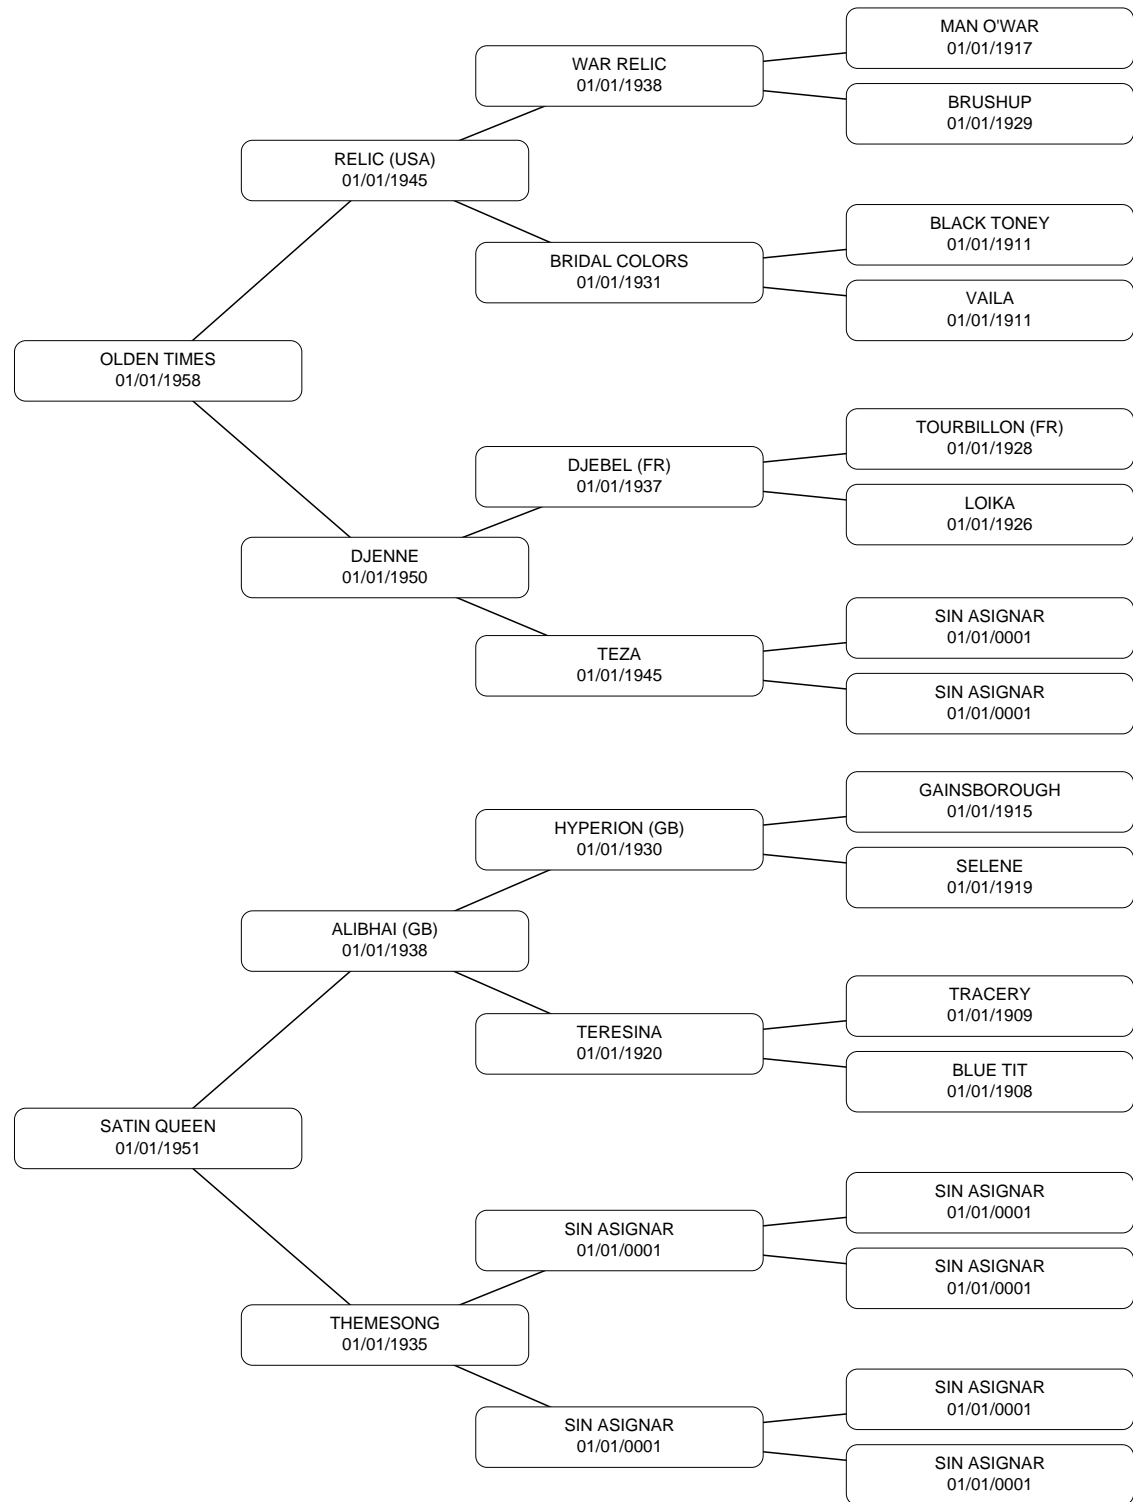 MAN O'WAR
01/01/1917
WAR RELIC
01/01/1938
BRUSHUP
01/01/1929
RELIC (USA)
01/01/1945
BLACK TONEY
01/01/1911
BRIDAL COLORS
01/01/1931
VAILA
01/01/1911
OLDEN TIMES
01/01/1958
TOURBILLON (FR)
01/01/1928
DJEBEL (FR)
01/01/1937
LOIKA
01/01/1926
DJENNE
01/01/1950
SIN ASIGNAR
01/01/0001
TEZA
01/01/1945
SIN ASIGNAR
01/01/0001
GAINSBOROUGH
01/01/1915
HYPERION (GB)
01/01/1930
SELENE
01/01/1919
ALIBHAI (GB)
01/01/1938
TRACERY
01/01/1909
TERESINA
01/01/1920
BLUE TIT
01/01/1908
SATIN QUEEN
01/01/1951
SIN ASIGNAR
01/01/0001
SIN ASIGNAR
01/01/0001
SIN ASIGNAR
01/01/0001
THEMESONG
01/01/1935
SIN ASIGNAR
01/01/0001
SIN ASIGNAR
01/01/0001
SIN ASIGNAR
01/01/0001